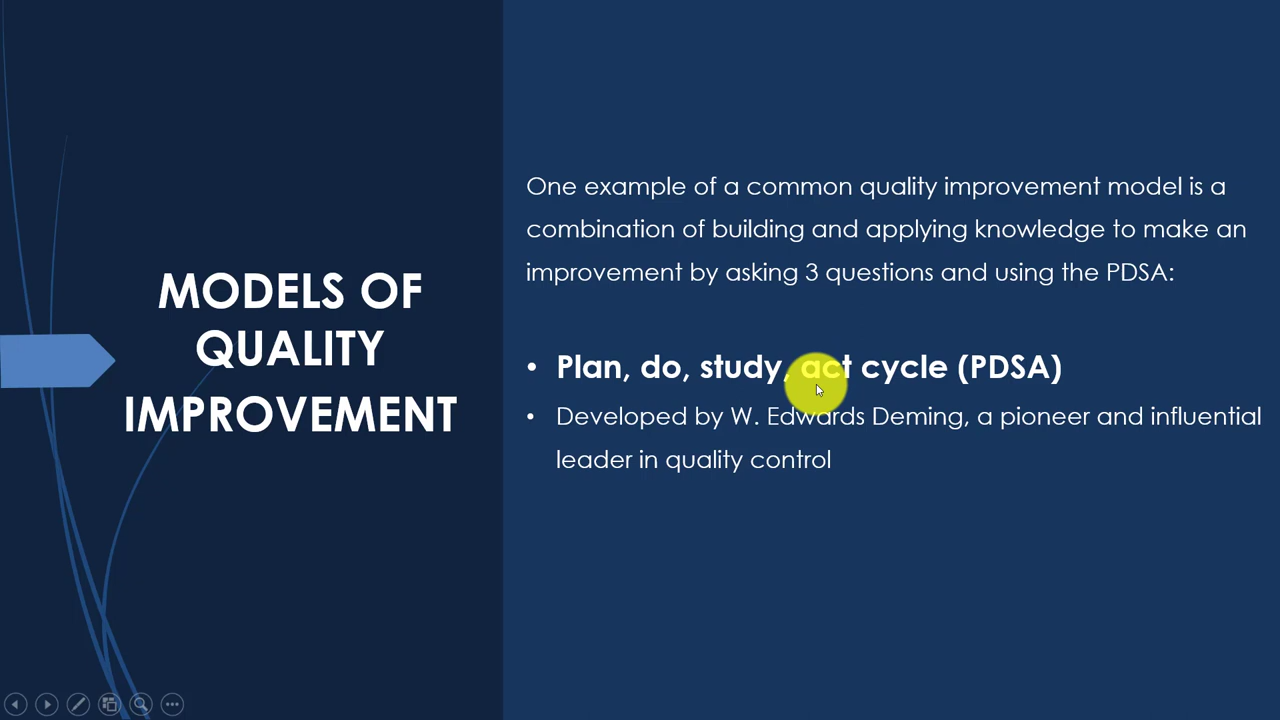 MODELS OF
QUALITY
IMPROVEMENT
One example of a common quality improvement model is a
combination of building and applying knowledge to make an
improvement by asking 3 questions and using the PDSA:
• Plan, do, study, act cycle (PDSA)
• Developed by W. Edwards Deming, a pioneer and influential
leader in quality control